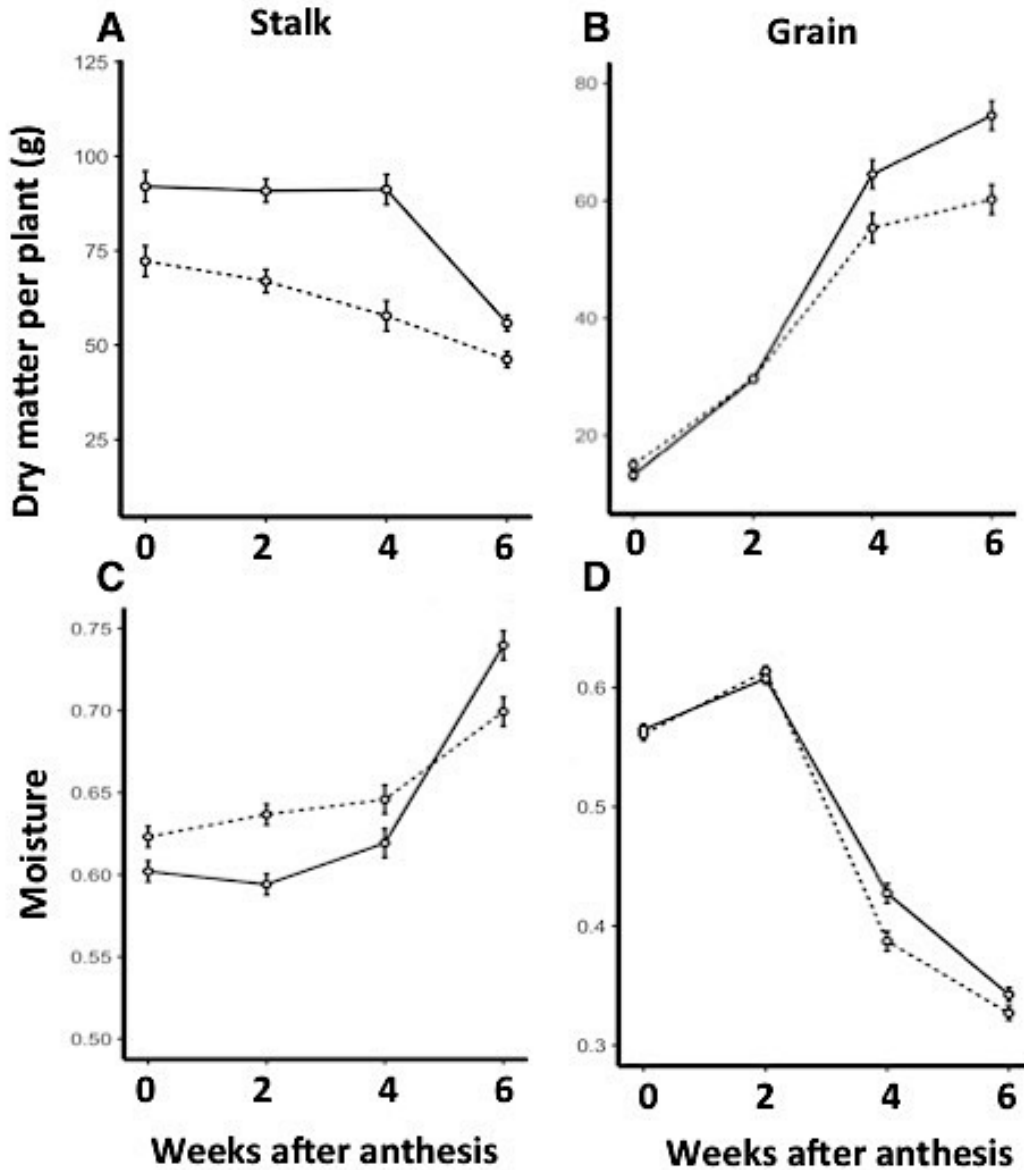 A Stalk
125
100
75
50
25
0 2 4 6
B Grain
80
60
40
20
0 2 4 6
Dry matter per plant (g)
C
0.75
0.70
0.65
0.60
0.55
0.50
0 2 4 6
Weeks after anthesis
D
0.6
0.5
0.4
0.3
0 2 4 6
Weeks after anthesis
Moisture